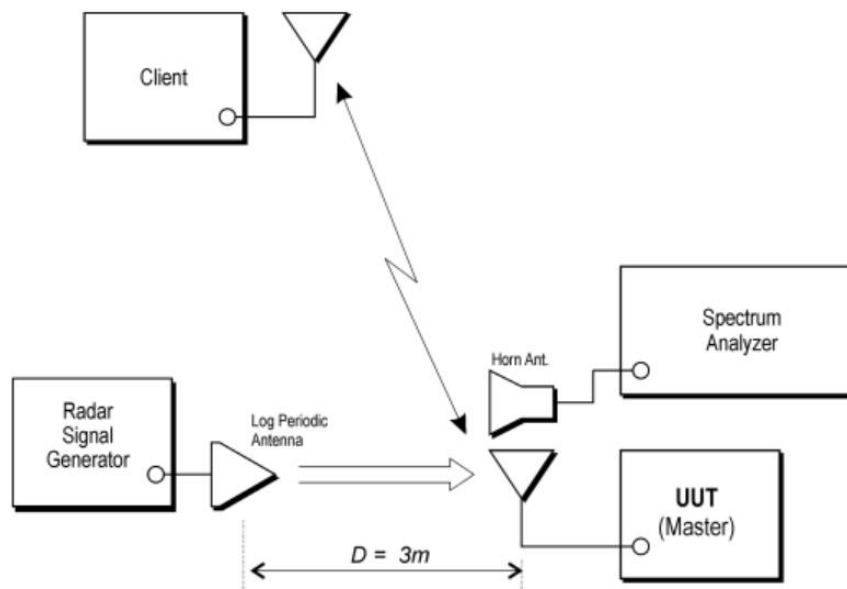 Client
Spectrum
Analyzer
Horn Ant.
Radar
Signal
Generator
Log Periodic
Antenna
UUT
(Master)
D = 3m